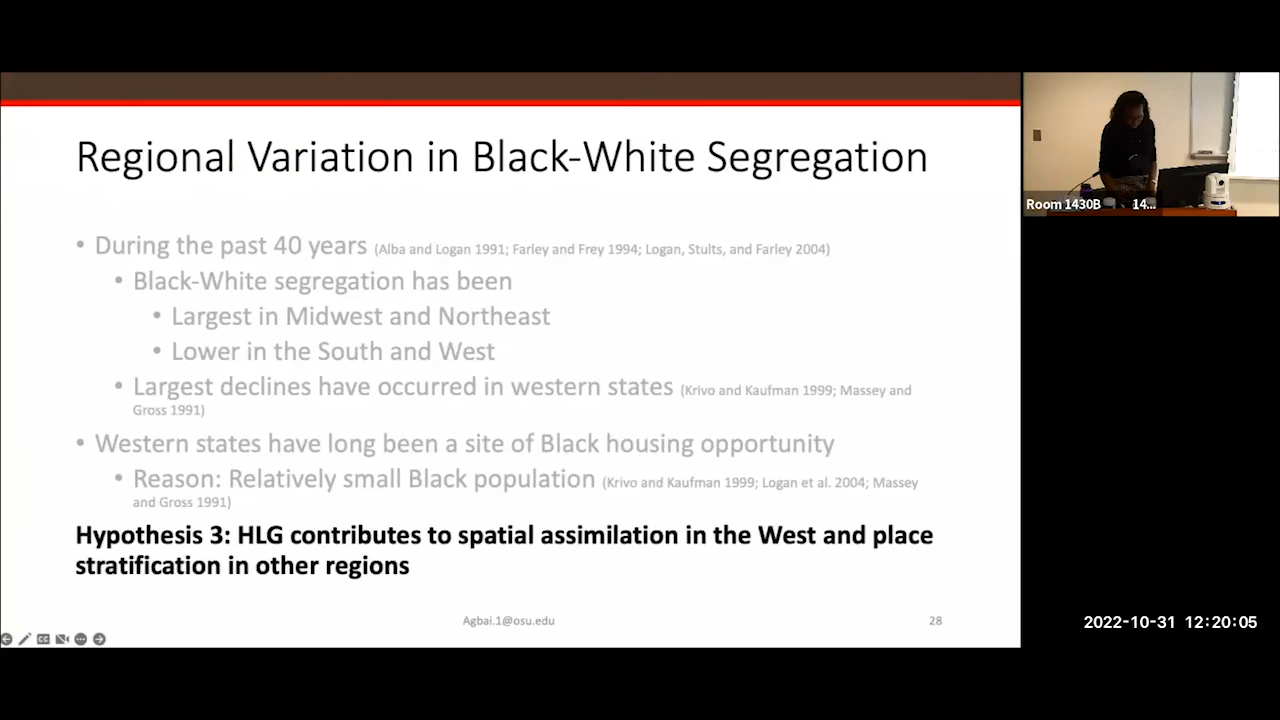 Regional Variation in Black-White Segregation
• During the past 40 years (Alba and Logan 1991; Farley and Frey 1994; Logan, Stults, and Farley 2004)
• Black-White segregation has been
• Largest in Midwest and Northeast
• Lower in the South and West
• Largest declines have occurred in western states (Krivo and Kaufman 1999; Massey and
Gross 1991)
• Western states have long been a site of Black housing opportunity
• Reason: Relatively small Black population (Krivo and Kaufman 1999; Logan et al. 2004; Massey
and Gross 1991)
Hypothesis 3: HLG contributes to spatial assimilation in the West and place
stratification in other regions
Agbai.1@osu.edu 28
CC
Room 1430B 14...
2022-10-31 12:20:05